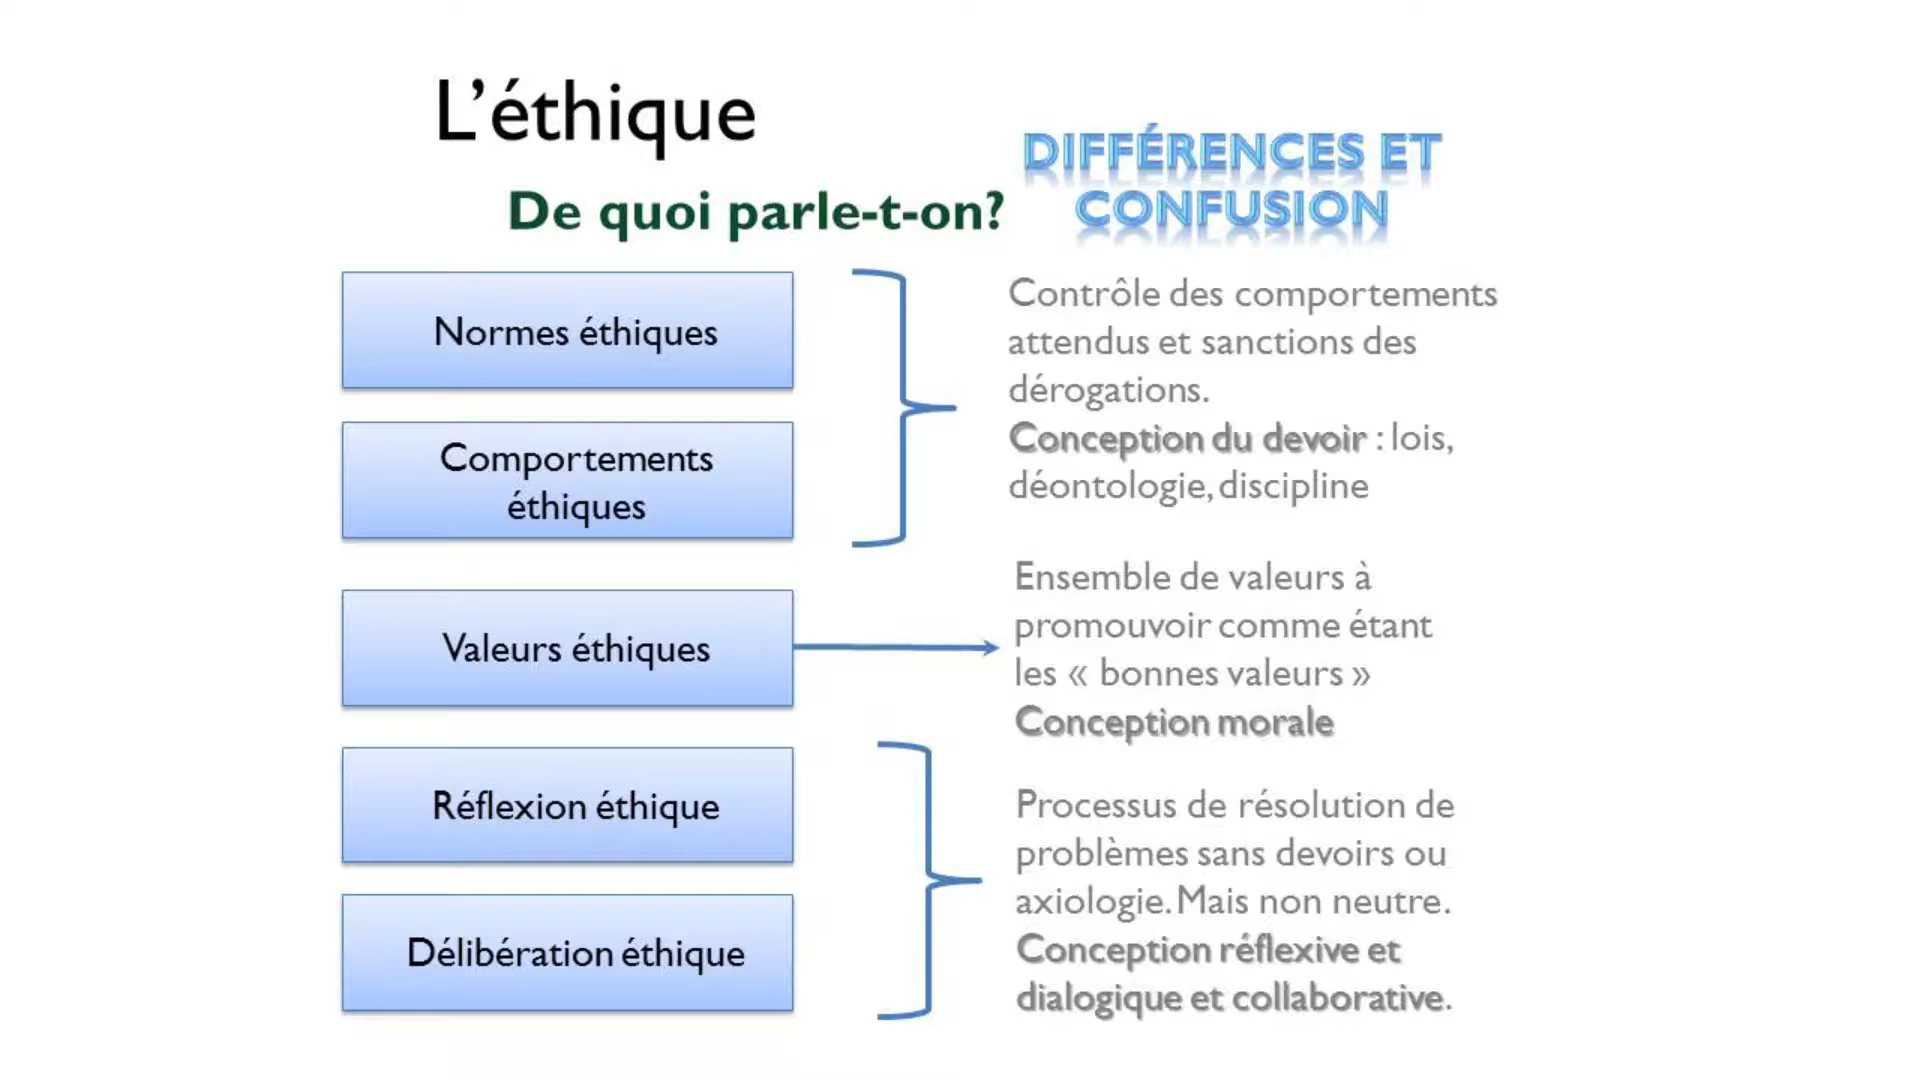 L’éthique
De quoi parle-t-on?
DIFFÉRENCES ET
CONFUSION
Normes éthiques
Comportements
éthiques
Contrôle des comportements
attendus et sanctions des
dérogations.
Conception du devoir : lois,
déontologie, discipline
Valeurs éthiques
Ensemble de valeurs à
promouvoir comme étant
les « bonnes valeurs »
Conception morale
Réflexion éthique
Délibération éthique
Processus de résolution de
problèmes sans devoirs ou
axiologie. Mais non neutre.
Conception réflexive et
dialogique et collaborative.